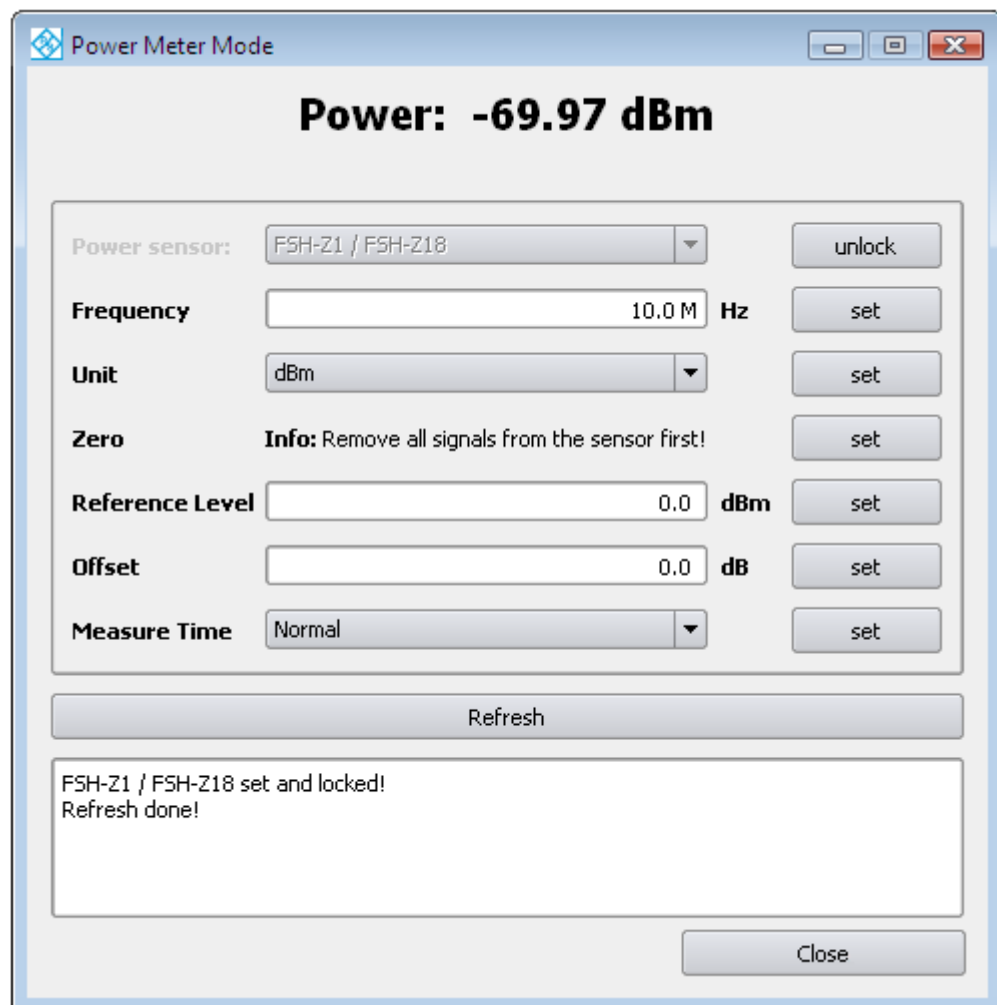 Power Meter Mode
Power: -69.97 dBm
Power sensor: FSH-Z1 / FSH-Z18 unlock
Frequency 10.0 M Hz set
Unit dBm set
Zero Info: Remove all signals from the sensor first! set
Reference Level 0.0 dBm set
Offset 0.0 dB set
Measure Time Normal set
Refresh
FSH-Z1 / FSH-Z18 set and locked!
Refresh done!
Close